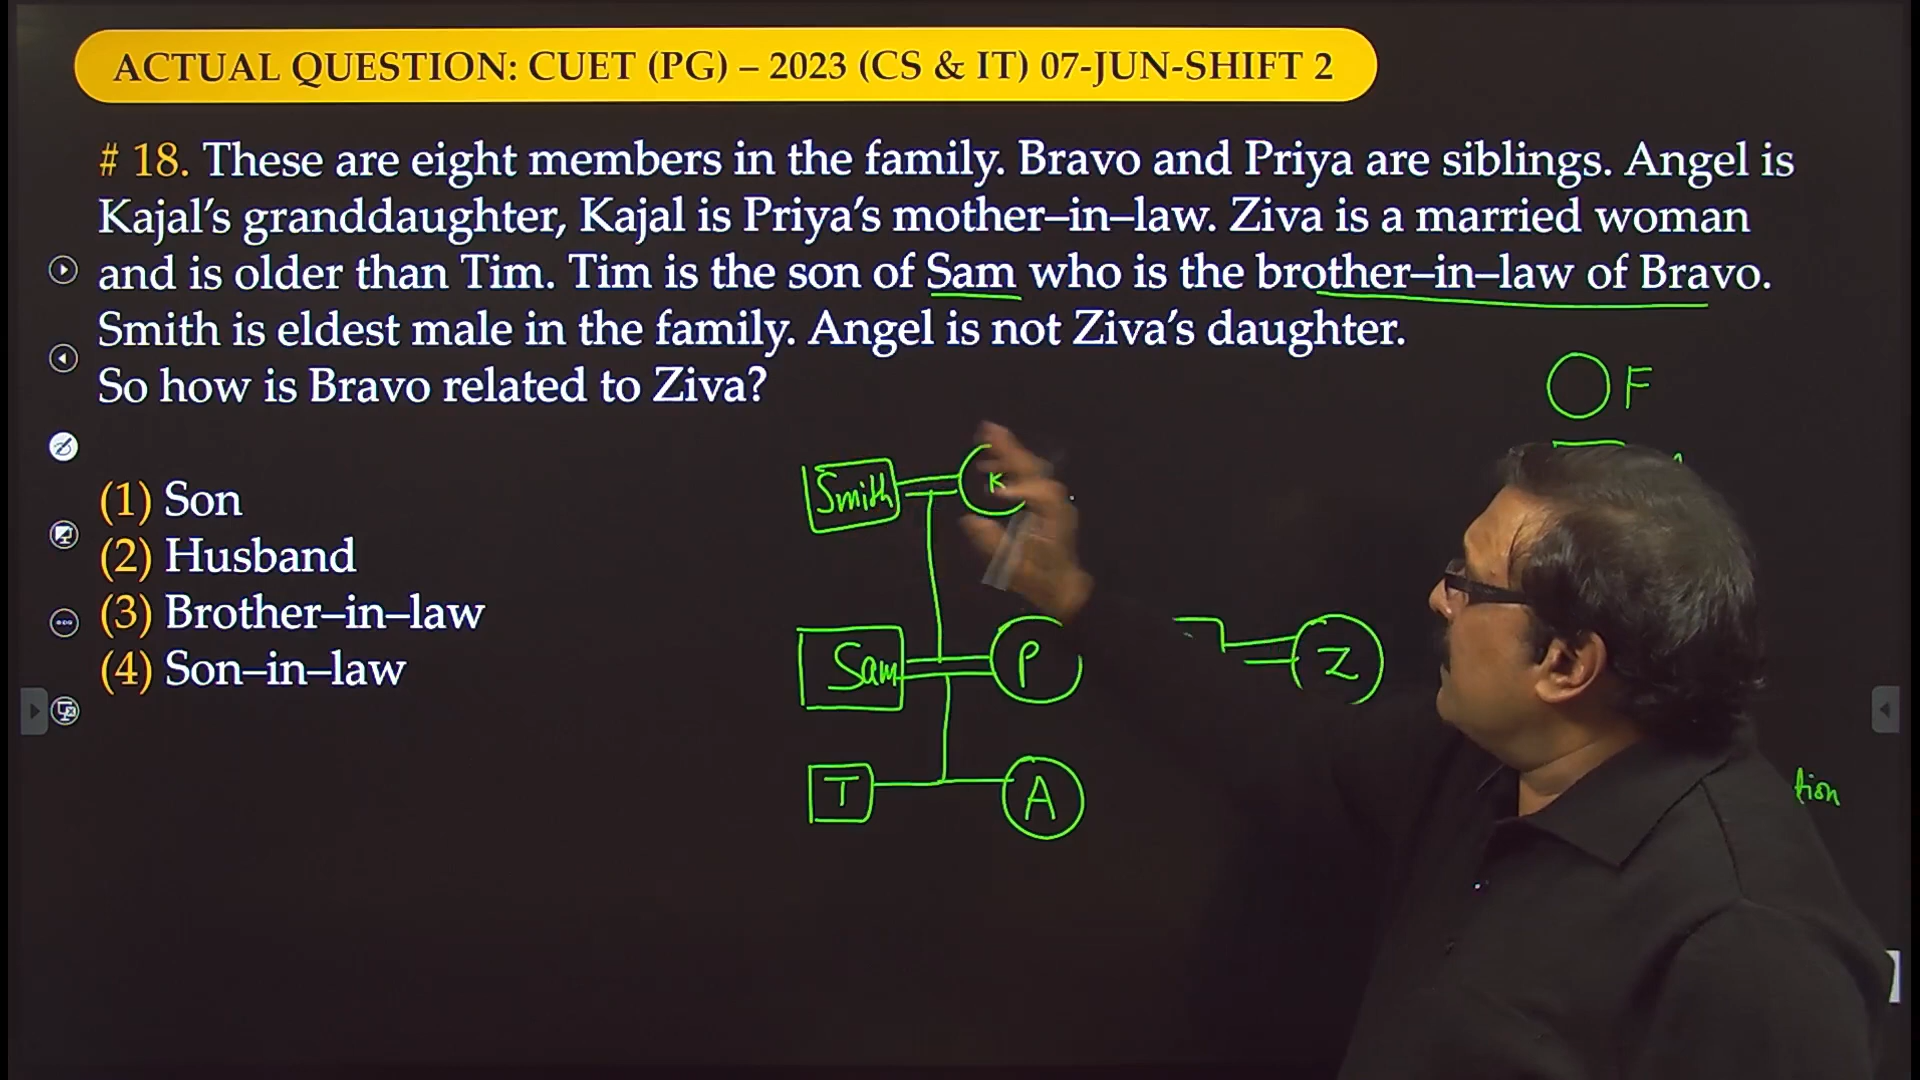 ACTUAL QUESTION: CUET (PG) – 2023 (CS & IT) 07-JUN-SHIFT 2
# 18. These are eight members in the family. Bravo and Priya are siblings. Angel is
Kajal's granddaughter, Kajal is Priya's mother–in–law. Ziva is a married woman
and is older than Tim. Tim is the son of Sam who is the brother–in–law of Bravo.
Smith is eldest male in the family. Angel is not Ziva's daughter.
So how is Bravo related to Ziva?
F
(1) Son
(2) Husband
(3) Brother–in–law
(4) Son–in–law
Smith K
Sam P Z
T A
tion